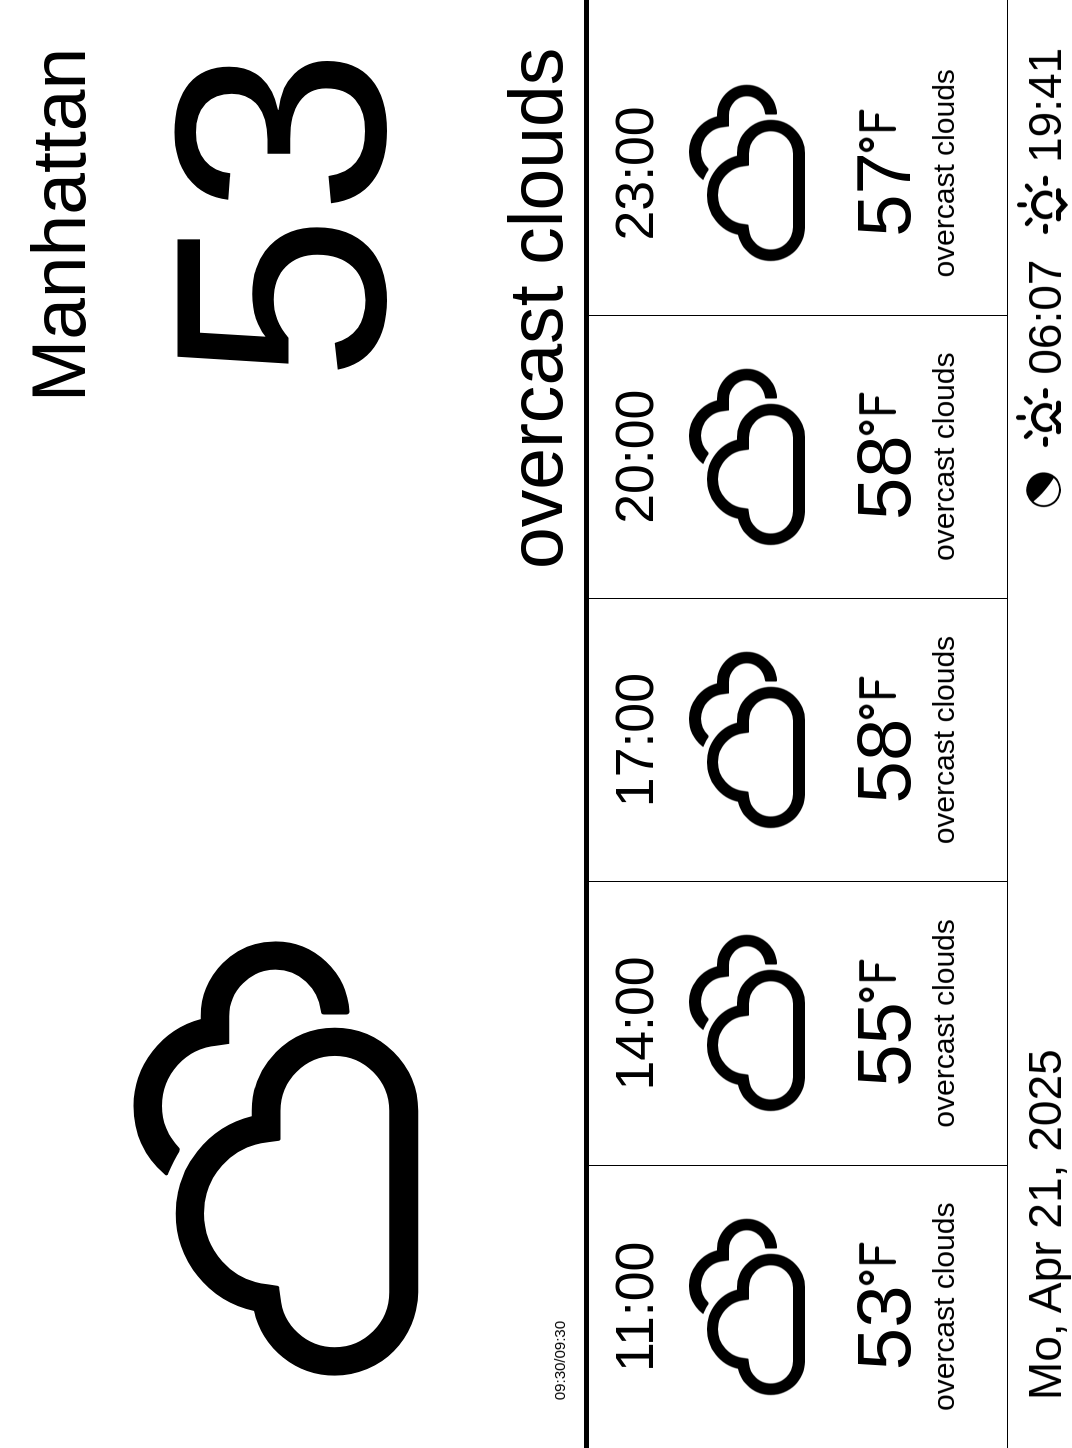 Manhattan
53
overcast clouds
09:30/09:30
11:00
53°F
overcast clouds
14:00
55°F
overcast clouds
17:00
58°F
overcast clouds
20:00
58°F
overcast clouds
23:00
57°F
overcast clouds
Mo, Apr 21, 2025 06:07 19:41